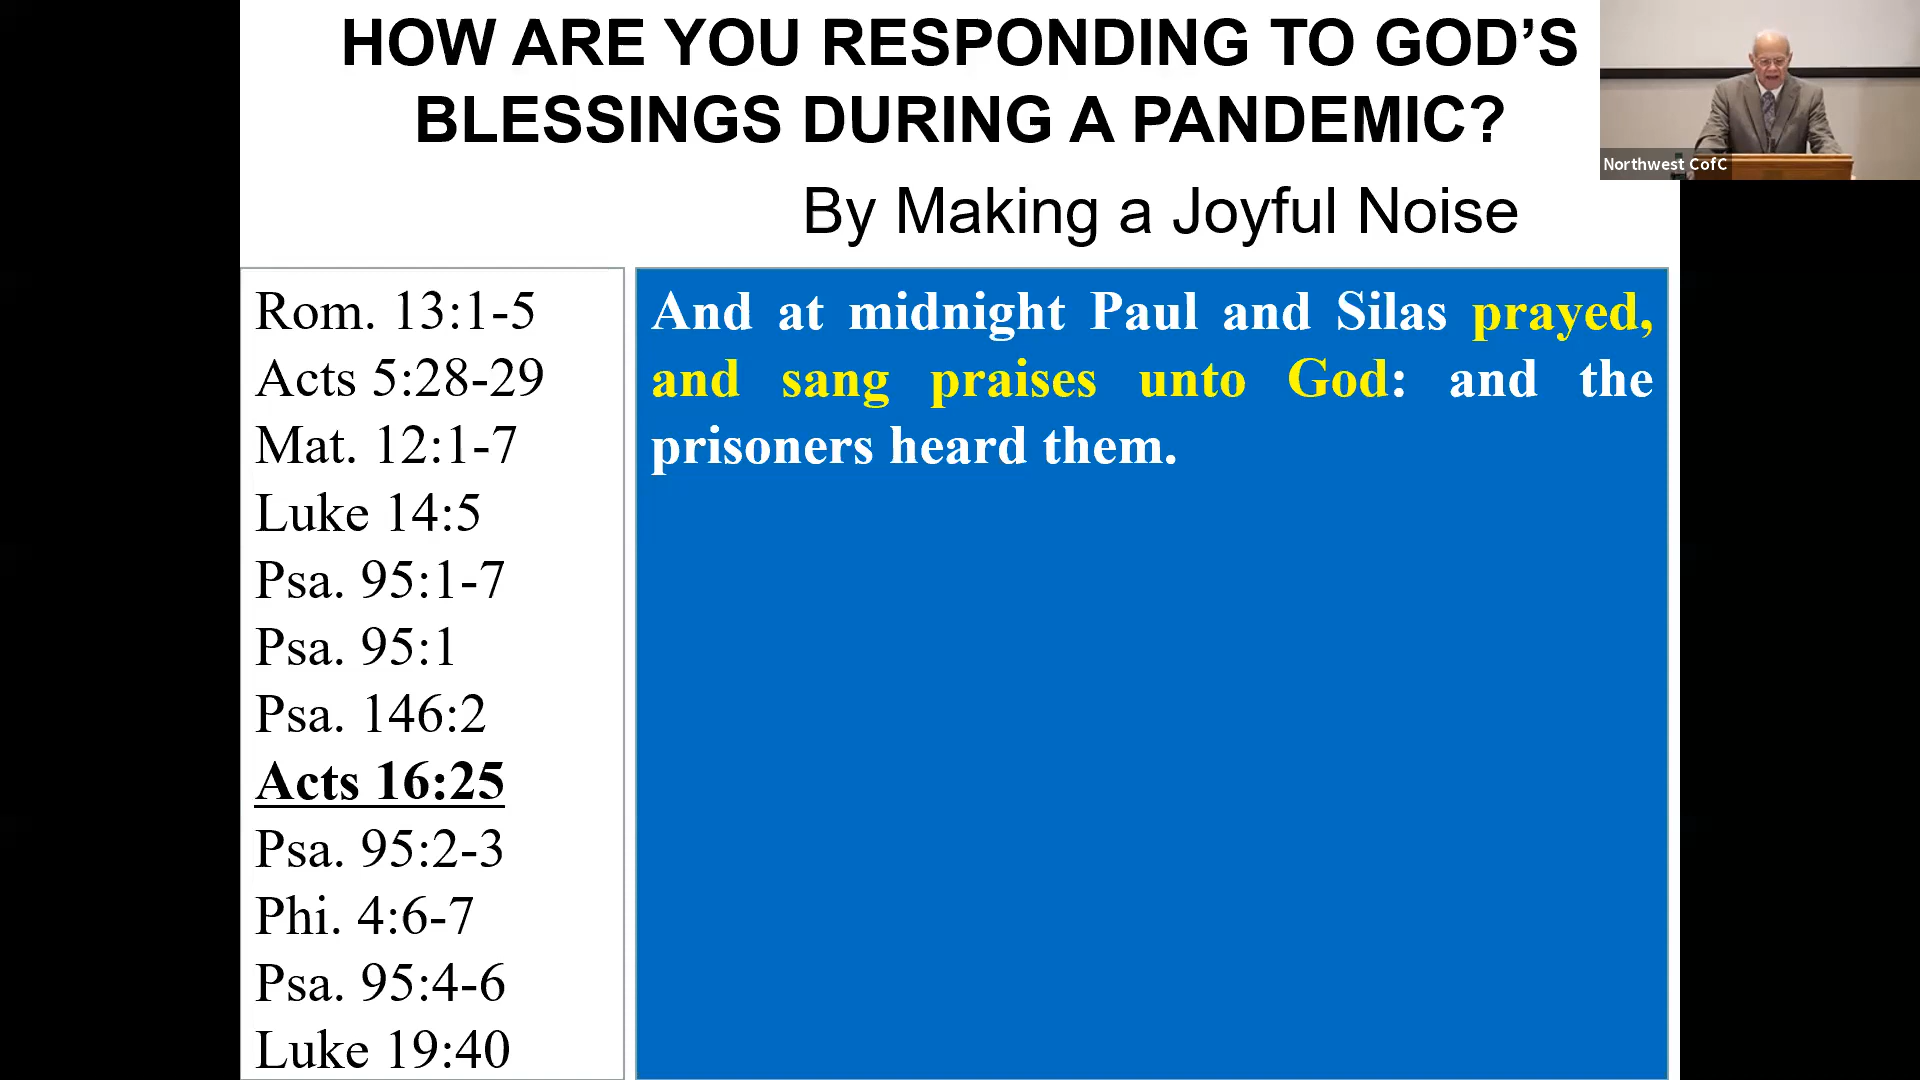 HOW ARE YOU RESPONDING TO GOD’S
BLESSINGS DURING A PANDEMIC?
By Making a Joyful Noise
Northwest CofC
Rom. 13:1-5
Acts 5:28-29
Mat. 12:1-7
Luke 14:5
Psa. 95:1-7
Psa. 95:1
Psa. 146:2
Acts 16:25
Psa. 95:2-3
Phi. 4:6-7
Psa. 95:4-6
Luke 19:40
And at midnight Paul and Silas prayed,
and sang praises unto God: and the
prisoners heard them.